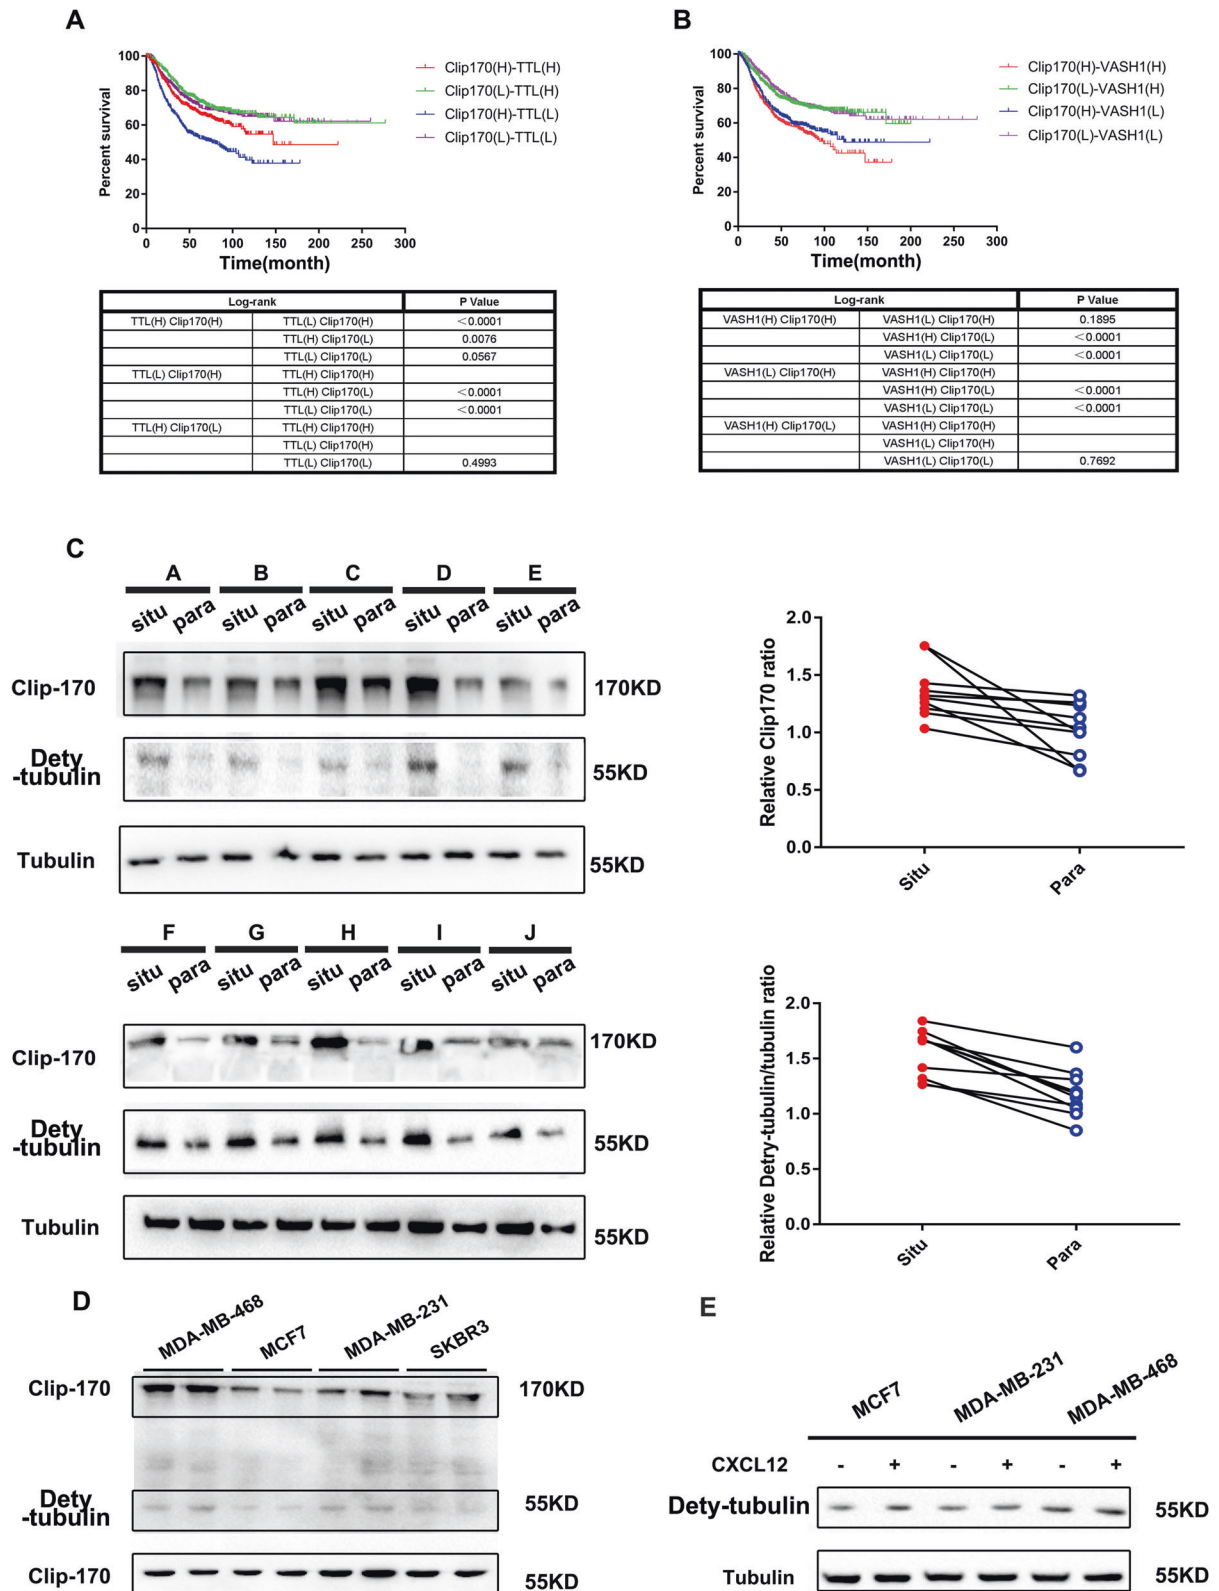 A
100
80
60
40
20
0
Percent survival
0 50 100 150 200 250 300
Time(month)
Clip170(H)-TTL(H)
Clip170(L)-TTL(H)
Clip170(H)-TTL(L)
Clip170(L)-TTL(L)
Log-rank P Value
TTL(H) Clip170(H) TTL(L) Clip170(H) <0.0001
TTL(H) Clip170(L) 0.0076
TTL(L) Clip170(L) 0.0567
TTL(L) Clip170(H) TTL(H) Clip170(H)
TTL(H) Clip170(L) <0.0001
TTL(L) Clip170(L) <0.0001
TTL(H) Clip170(L) TTL(H) Clip170(H)
TTL(L) Clip170(H)
TTL(L) Clip170(L) 0.4993
B
100
80
60
40
20
0
Percent survival
0 50 100 150 200 250 300
Time(month)
Clip170(H)-VASH1(H)
Clip170(L)-VASH1(H)
Clip170(H)-VASH1(L)
Clip170(L)-VASH1(L)
Log-rank P Value
VASH1(H) Clip170(H) VASH1(L) Clip170(H) 0.1895
VASH1(H) Clip170(L) <0.0001
VASH1(L) Clip170(L) <0.0001
VASH1(L) Clip170(H) VASH1(H) Clip170(H)
VASH1(H) Clip170(L) <0.0001
VASH1(L) Clip170(L) <0.0001
VASH1(H) Clip170(L) VASH1(H) Clip170(H)
VASH1(L) Clip170(H)
VASH1(L) Clip170(L) 0.7692
C
A B C D E
situ para situ para situ para situ para situ para
Clip-170 170KD
Dety
-tubulin 55KD
Tubulin 55KD
F G H I J
situ para situ para situ para situ para situ para
Clip-170 170KD
Dety
-tubulin 55KD
Tubulin 55KD
2.0
1.5
1.0
0.5
0.0
Relative Clip170 ratio
Situ Para
2.0
1.5
1.0
0.5
0.0
Relative Detry-tubulin/tubulin ratio
Situ Para
D
MDA-MB-468 MCF7 MDA-MB-231 SKBR3
Clip-170 170KD
Dety
-tubulin 55KD
Clip-170 55KD
E
MCF7 MDA-MB-231 MDA-MB-468
CXCL12 - + - + - +
Dety-tubulin 55KD
Tubulin 55KD